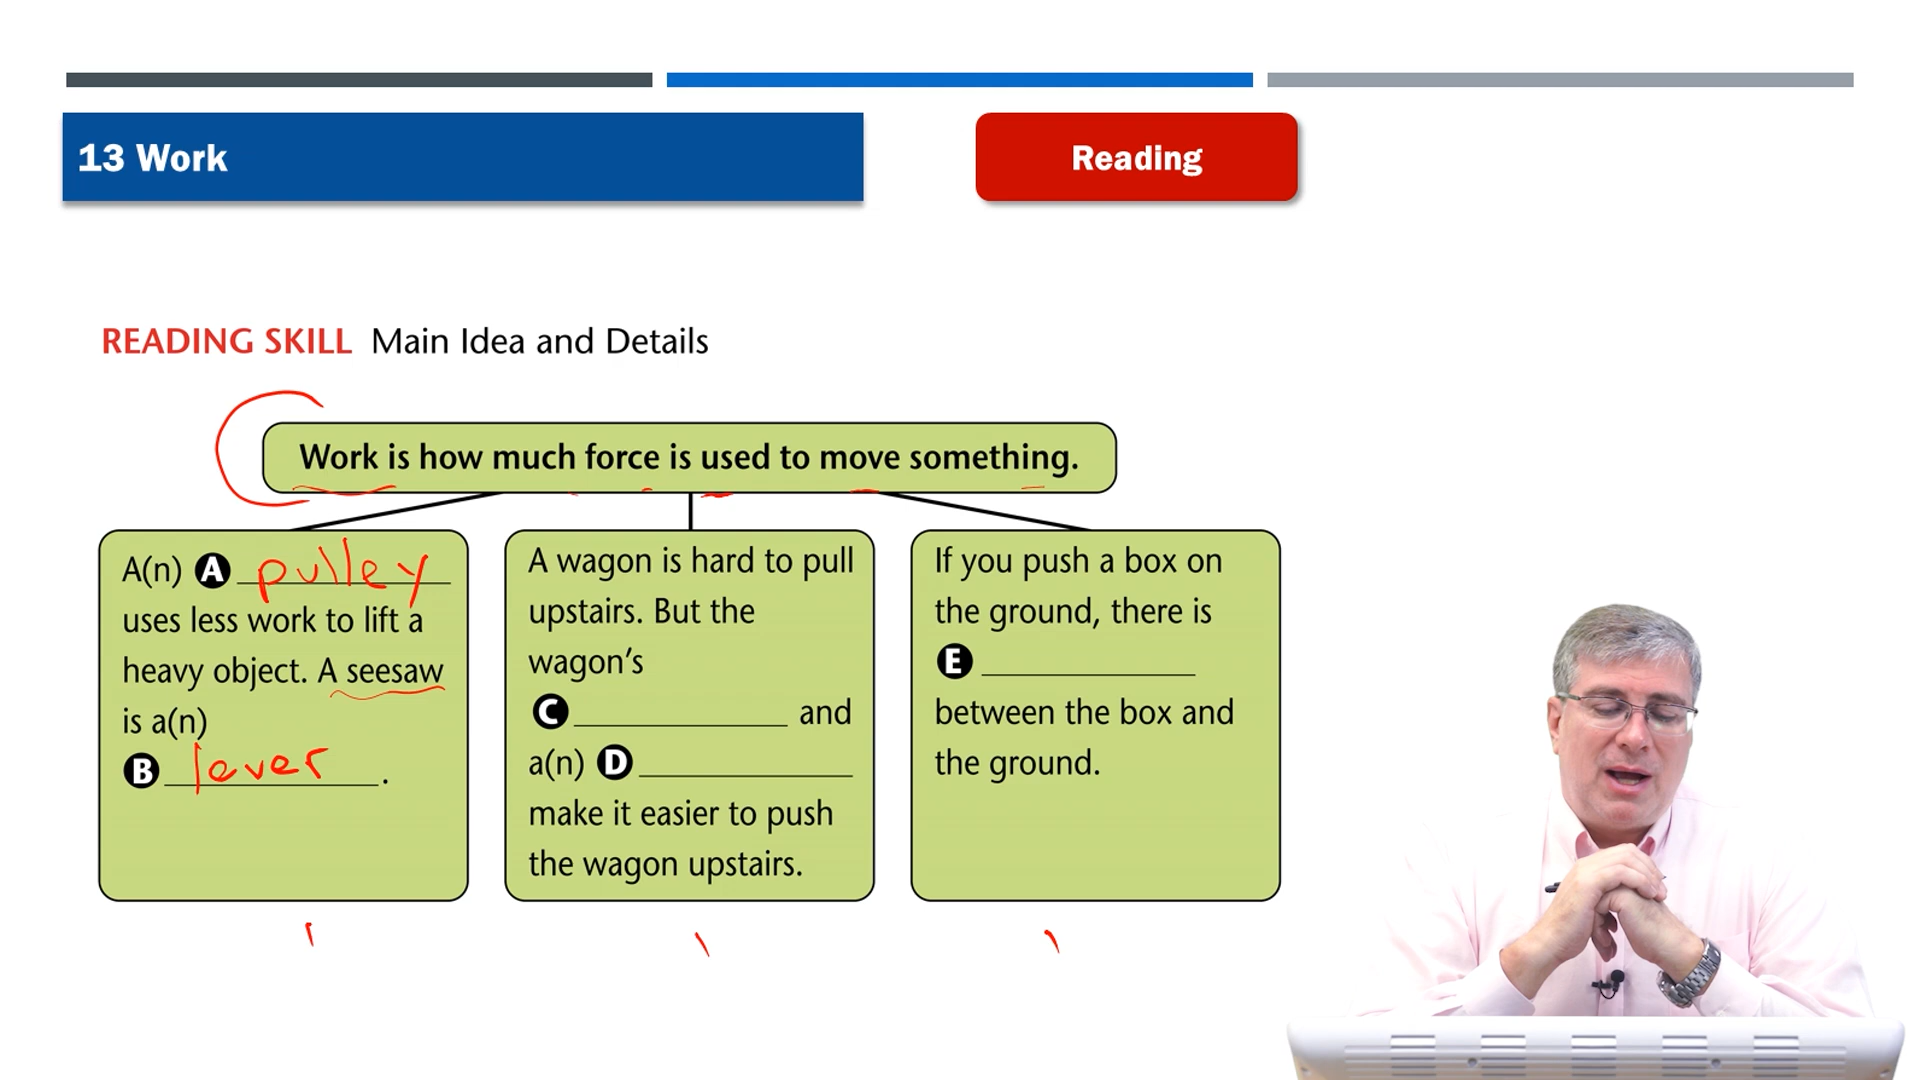 13 Work
Reading
READING SKILL Main Idea and Details
Work is how much force is used to move something.
A(n) A pulley
uses less work to lift a
heavy object. A seesaw
is a(n)
B lever .
A wagon is hard to pull
upstairs. But the
wagon’s
C ____________ and
a(n) D ____________
make it easier to push
the wagon upstairs.
If you push a box on
the ground, there is
E ____________
between the box and
the ground.